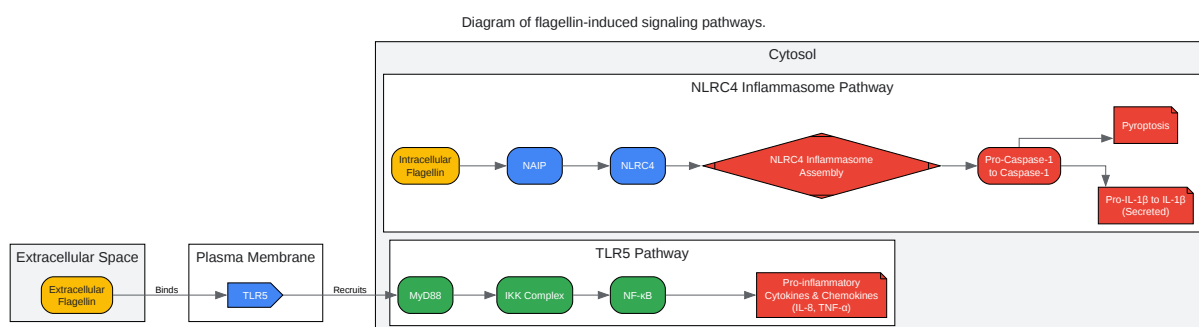 Diagram of flagellin-induced signaling pathways.
Cytosol
NLRC4 Inflammasome Pathway
Intracellular
Flagellin
NAIP
NLRC4
NLRC4 Inflammasome
Assembly
Pro-Caspase-1
to Caspase-1
Pyroptosis
Pro-IL-1β to IL-1β
(Secreted)
Extracellular Space
Extracellular
Flagellin
Binds
Plasma Membrane
TLR5
Recruits
TLR5 Pathway
MyD88
IKK Complex
NF-κB
Pro-inflammatory
Cytokines & Chemokines
(IL-8, TNF-α)